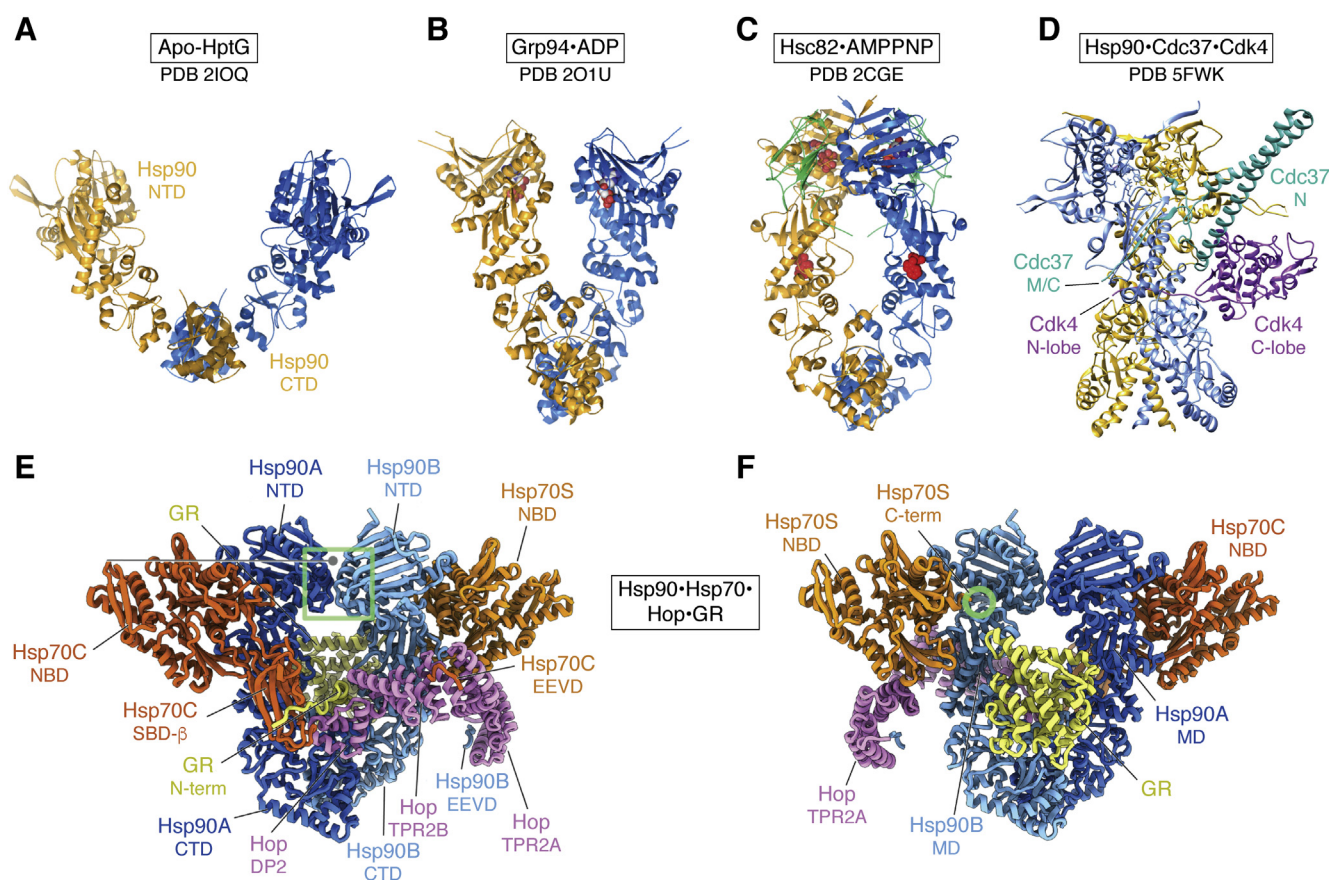 A
Apo-HptG
PDB 2IOQ
Hsp90
NTD
Hsp90
CTD
B
Grp94•ADP
PDB 2O1U
C
Hsc82•AMPPNP
PDB 2CGE
D
Hsp90•Cdc37•Cdk4
PDB 5FWK
Cdc37
N
Cdc37
M/C
Cdk4
N-lobe
Cdk4
C-lobe
E
Hsp90A
NTD
Hsp90B
NTD
GR
Hsp70S
NBD
Hsp70C
NBD
Hsp70C
EEVD
Hsp70C
SBD-β
GR
N-term
Hsp90A
CTD
Hop
DP2
Hsp90B
CTD
Hop
TPR2B
Hsp90B
EEVD
Hop
TPR2A
Hsp90•Hsp70•
Hop•GR
F
Hsp70S
NBD
Hsp70S
C-term
Hsp70C
NBD
Hsp90A
MD
GR
Hop
TPR2A
Hsp90B
MD